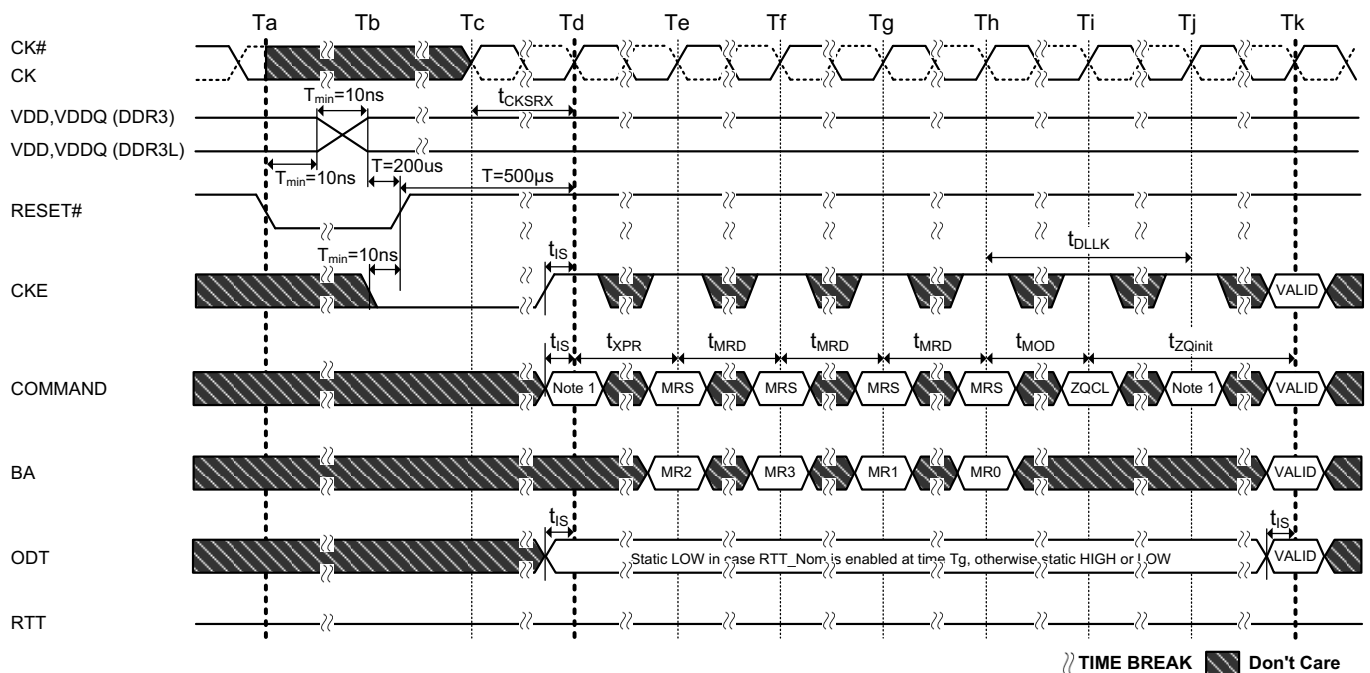 Ta Tb Tc Td Te Tf Tg Th Ti Tj Tk
CK#
CK
Tmin=10ns
tCKSRX
VDD,VDDQ (DDR3)
VDD,VDDQ (DDR3L)
Tmin=10ns
T=200us
T=500µs
RESET#
Tmin=10ns
tIS
tDLLK
CKE
VALID
tIS tXPR tMRD tMRD tMRD tMOD tZQinit
COMMAND
Note 1 MRS MRS MRS MRS ZQCL Note 1 VALID
BA
MR2 MR3 MR1 MR0 VALID
tIS
tIS
ODT
Static LOW in case RTT_Nom is enabled at time Tg, otherwise static HIGH or LOW
VALID
RTT
TIME BREAK Don't Care